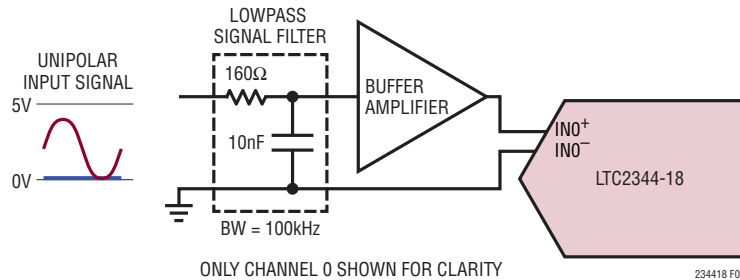 LOWPASS
SIGNAL FILTER
UNIPOLAR
INPUT SIGNAL
160Ω
BUFFER
AMPLIFIER
5V
0V
10nF
IN0+
IN0–
LTC2344-18
BW = 100kHz
ONLY CHANNEL 0 SHOWN FOR CLARITY
234418 F0